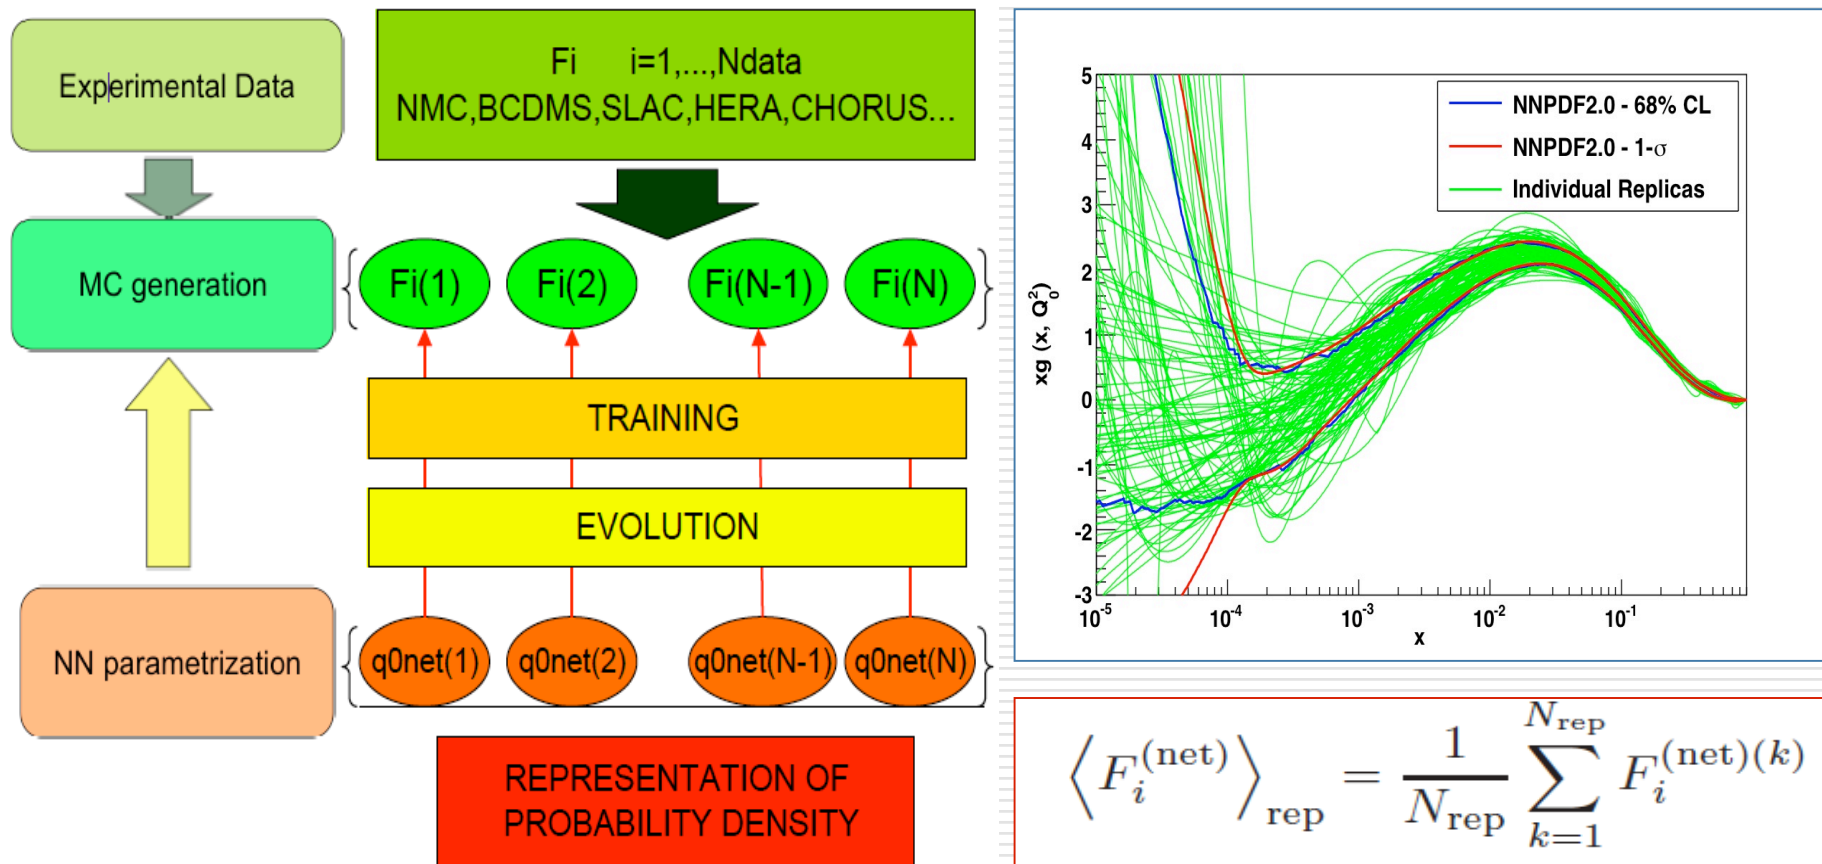 Experimental Data
MC generation
NN parametrization
Fi i=1,...,Ndata
NMC,BCDMS,SLAC,HERA,CHORUS...
Fi(1) Fi(2) Fi(N-1) Fi(N)
TRAINING
EVOLUTION
q0net(1) q0net(2) q0net(N-1) q0net(N)
REPRESENTATION OF
PROBABILITY DENSITY
NNPDF2.0 - 68% CL
NNPDF2.0 - 1-σ
Individual Replicas
xg (x, Q₀²)
5
4
3
2
1
0
-1
-2
-3
10⁻⁵ 10⁻⁴ 10⁻³ 10⁻² 10⁻¹
x
⟨F_i^(net)⟩_rep = 1/N_rep ∑_{k=1}^{N_rep} F_i^(net)(k)